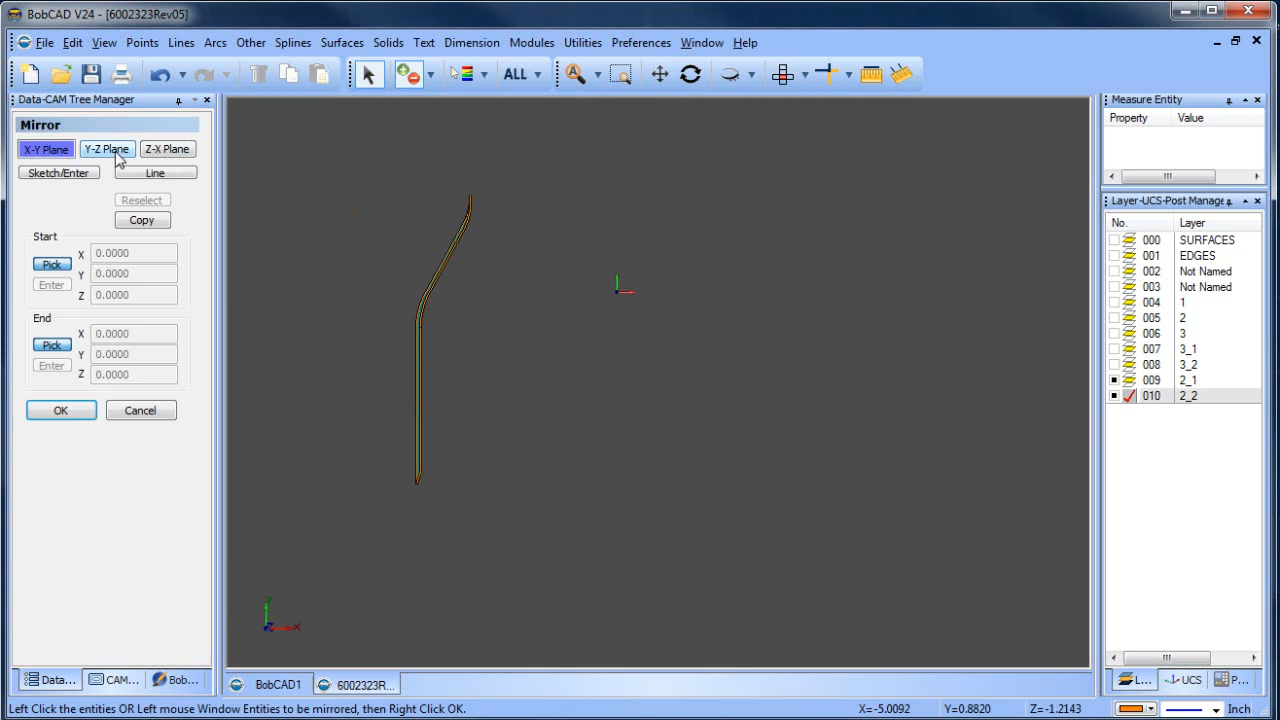 BobCAD V24 - [6002323Rev05]
File Edit View Points Lines Arcs Other Splines Surfaces Solids Text Dimension Modules Utilities Preferences Window Help
ALL
Data-CAM Tree Manager
Mirror
X-Y Plane Y-Z Plane Z-X Plane
Sketch/Enter Line
Reselect
Copy
Start
Pick X 0.0000
Enter Y 0.0000
Z 0.0000
End
Pick X 0.0000
Enter Y 0.0000
Z 0.0000
OK Cancel
Measure Entity
Property Value
Layer-UCS-Post Manage
No. Layer
000 SURFACES
001 EDGES
002 Not Named
003 Not Named
004 1
005 2
006 3
007 3_1
008 3_2
009 2_1
010 2_2
Y
Z X
Data... CAM... Bob...
BobCAD1 6002323R...
L... UCS P...
Left Click the entities OR Left mouse Window Entities to be mirrored, then Right Click OK. X=-5.0092 Y=0.8820 Z=-1.2143 Inch